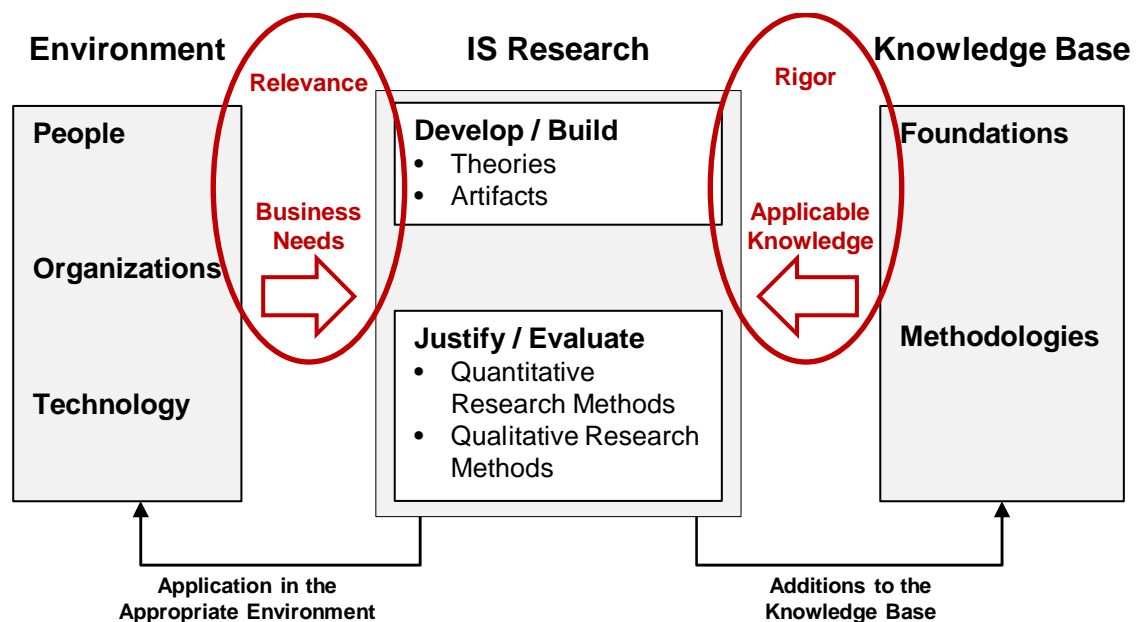 Environment
IS Research
Knowledge Base
Relevance
Rigor
People
Organizations
Technology
Business
Needs
Develop / Build
• Theories
• Artifacts
Justify / Evaluate
• Quantitative
Research Methods
• Qualitative Research
Methods
Applicable
Knowledge
Foundations
Methodologies
Application in the
Appropriate Environment
Additions to the
Knowledge Base